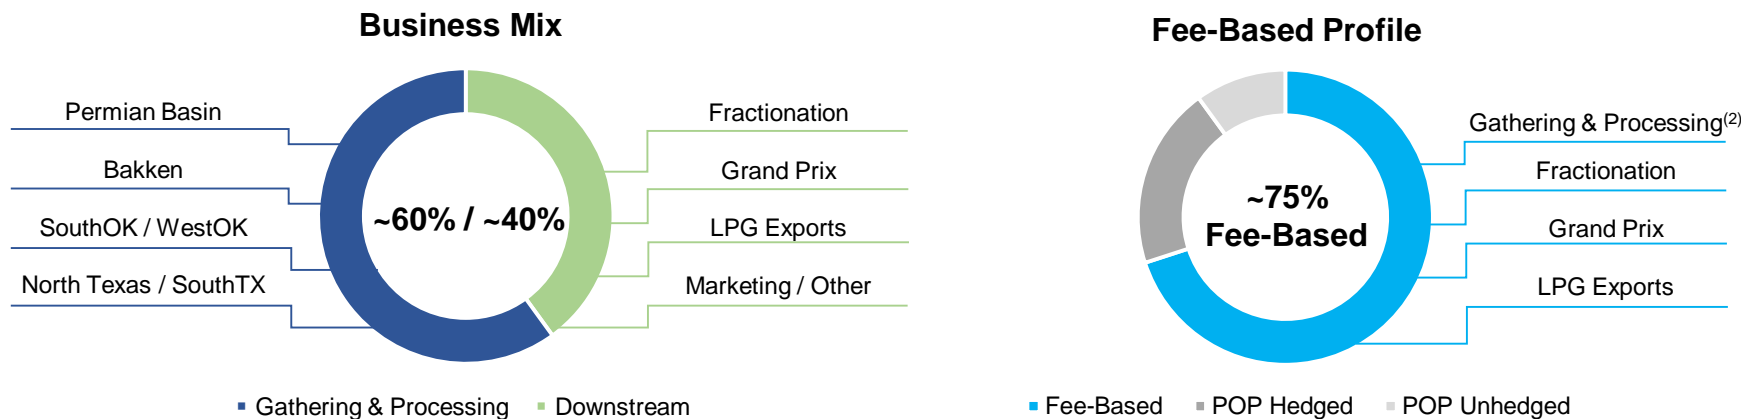 Business Mix
Permian Basin
Bakken
SouthOK / WestOK
North Texas / SouthTX
~60% / ~40%
Fractionation
Grand Prix
LPG Exports
Marketing / Other
Gathering & Processing
Downstream
Fee-Based Profile
~75%
Fee-Based
Gathering & Processing(2)
Fractionation
Grand Prix
LPG Exports
Fee-Based
POP Hedged
POP Unhedged